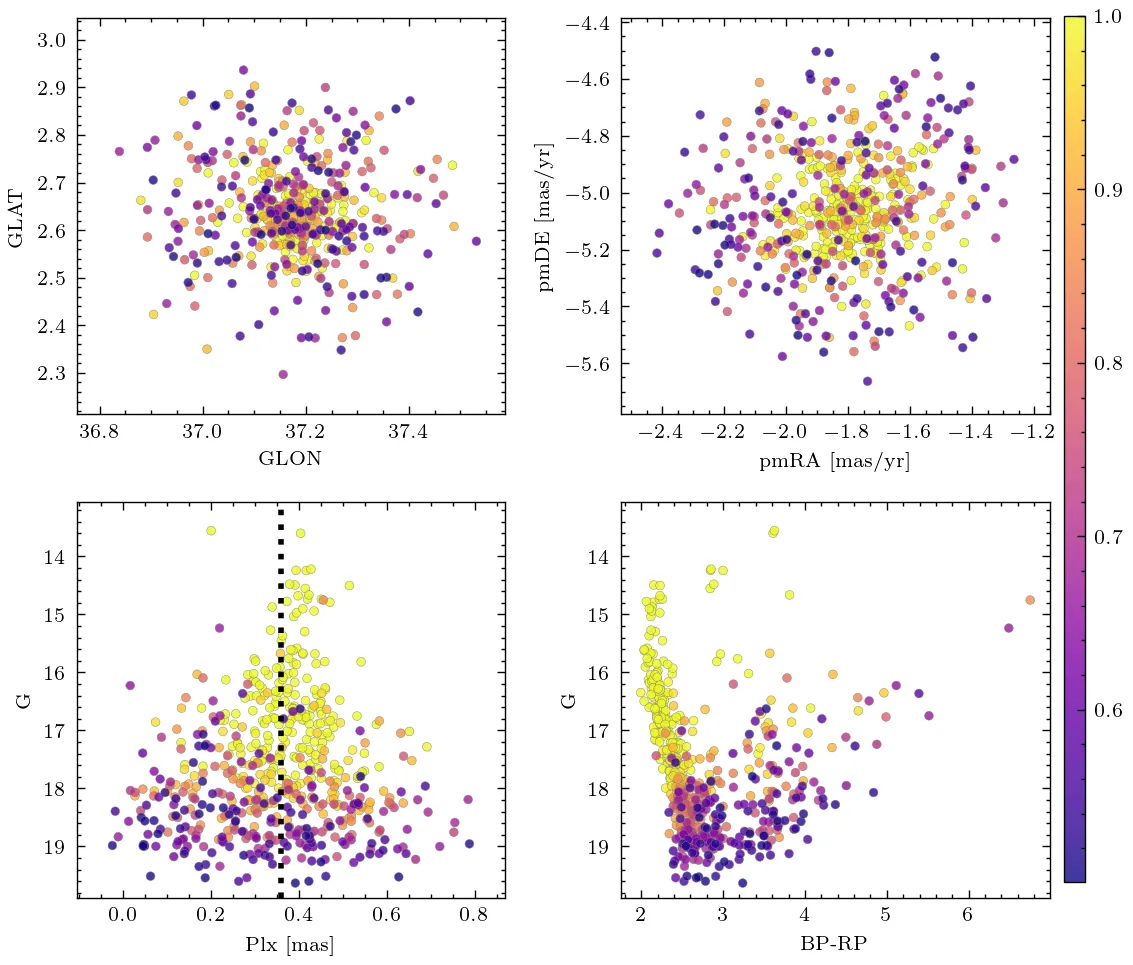 3.0
2.9
2.8
2.7
2.6
2.5
2.4
2.3
GLAT
36.8 37.0 37.2 37.4
GLON
−4.4
−4.6
−4.8
−5.0
−5.2
−5.4
−5.6
pmDE [mas/yr]
−2.4 −2.2 −2.0 −1.8 −1.6 −1.4 −1.2
pmRA [mas/yr]
1.0
0.9
0.8
0.7
0.6
14
15
16
17
18
19
G
0.0 0.2 0.4 0.6 0.8
Plx [mas]
14
15
16
17
18
19
G
2 3 4 5 6
BP-RP